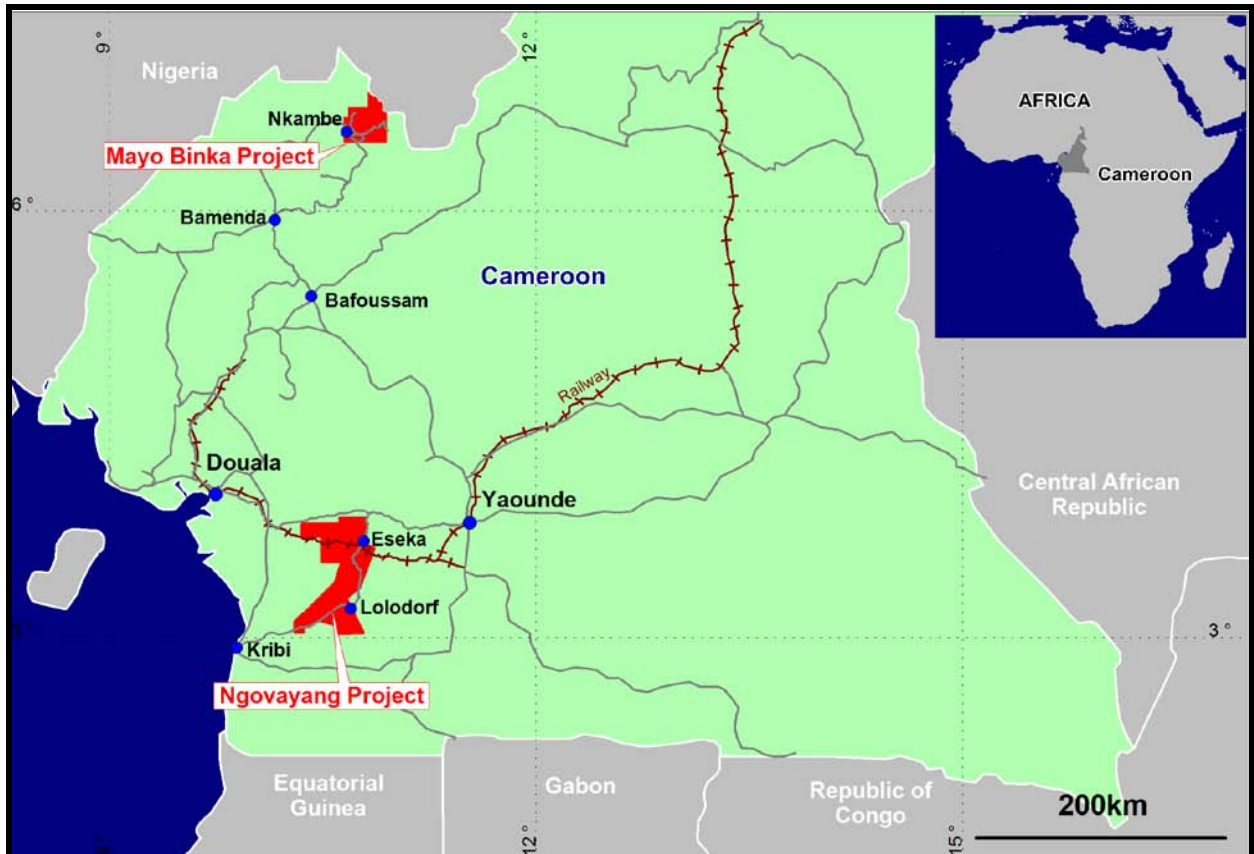 9 °
12 °
Nigeria
AFRICA
Cameroon
Nkambe
Mayo Binka Project
6 °
Bamenda
Cameroon
Bafoussam
Railway
Douala
Central African
Republic
Yaounde
Eseka
Lolodorf
3 °
3 °
Kribi
Ngovayang Project
Equatorial
Guinea
Gabon
Republic of
Congo
200km
9 °
12 °
15 °